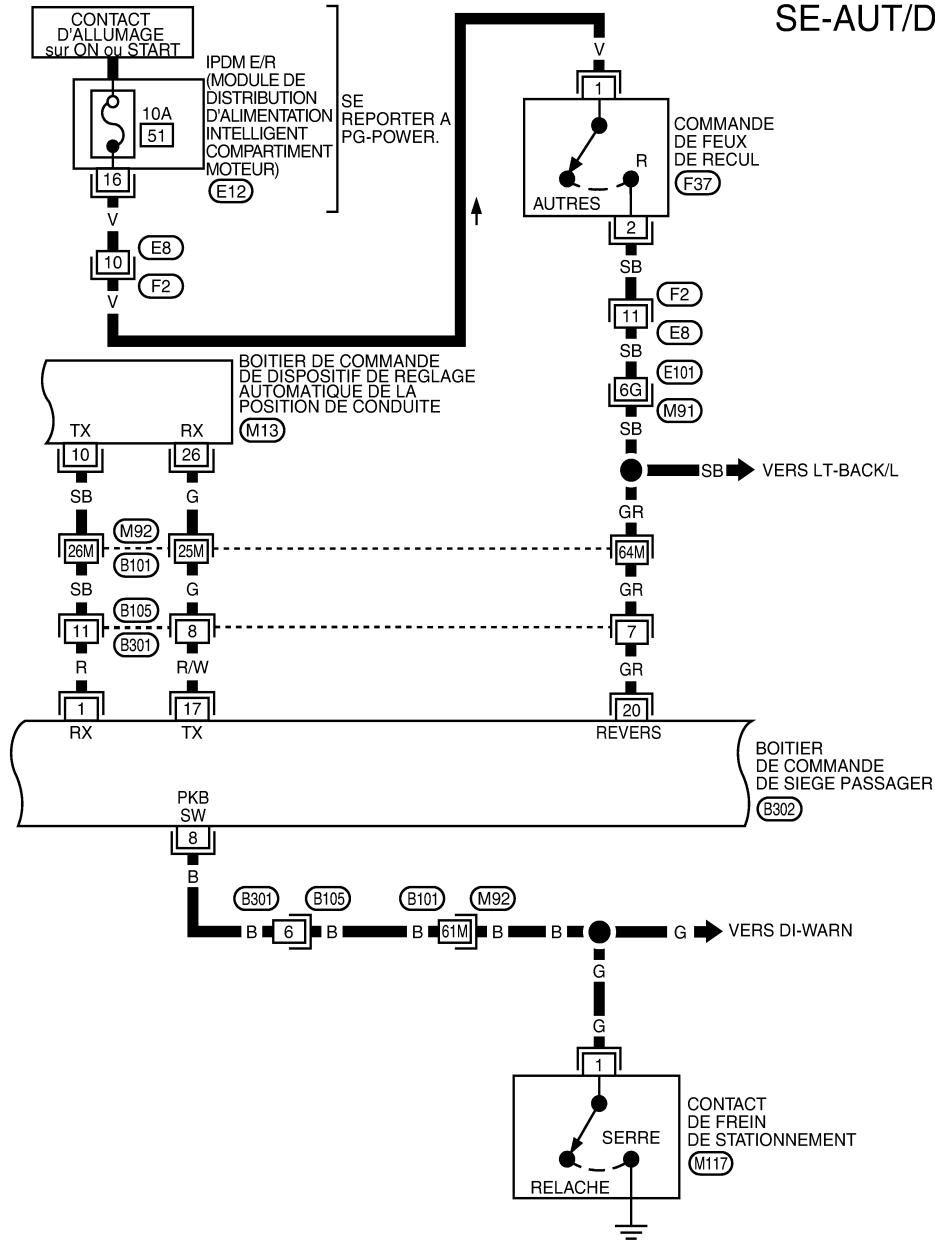 SE-AUT/D
CONTACT
D'ALLUMAGE
sur ON ou START
IPDM E/R
(MODULE DE
DISTRIBUTION
D'ALIMENTATION
INTELLIGENT
COMPARTIMENT
MOTEUR)
E12
SE
REPORTER A
PG-POWER.
10A
51
16
V
10
E8
F2
V
V
1
COMMANDE
DE FEUX
DE RECUL
F37
R
AUTRES
2
SB
F2
11
E8
SB
E101
6G
M91
SB
SB
VERS LT-BACK/L
GR
BOITIER DE COMMANDE
DE DISPOSITIF DE REGLAGE
AUTOMATIQUE DE LA
POSITION DE CONDUITE
M13
TX
RX
10
26
SB
G
M92
26M
25M
64M
B101
SB
G
GR
B105
11
8
7
B301
R
R/W
GR
1
17
20
RX
TX
REVERS
BOITIER
DE COMMANDE
DE SIEGE PASSAGER
B302
PKB
SW
8
B
B301
B105
B101
M92
B
6
B
B
61M
B
B
G
VERS DI-WARN
G
G
1
CONTACT
DE FREIN
DE STATIONNEMENT
M117
SERRE
RELACHE